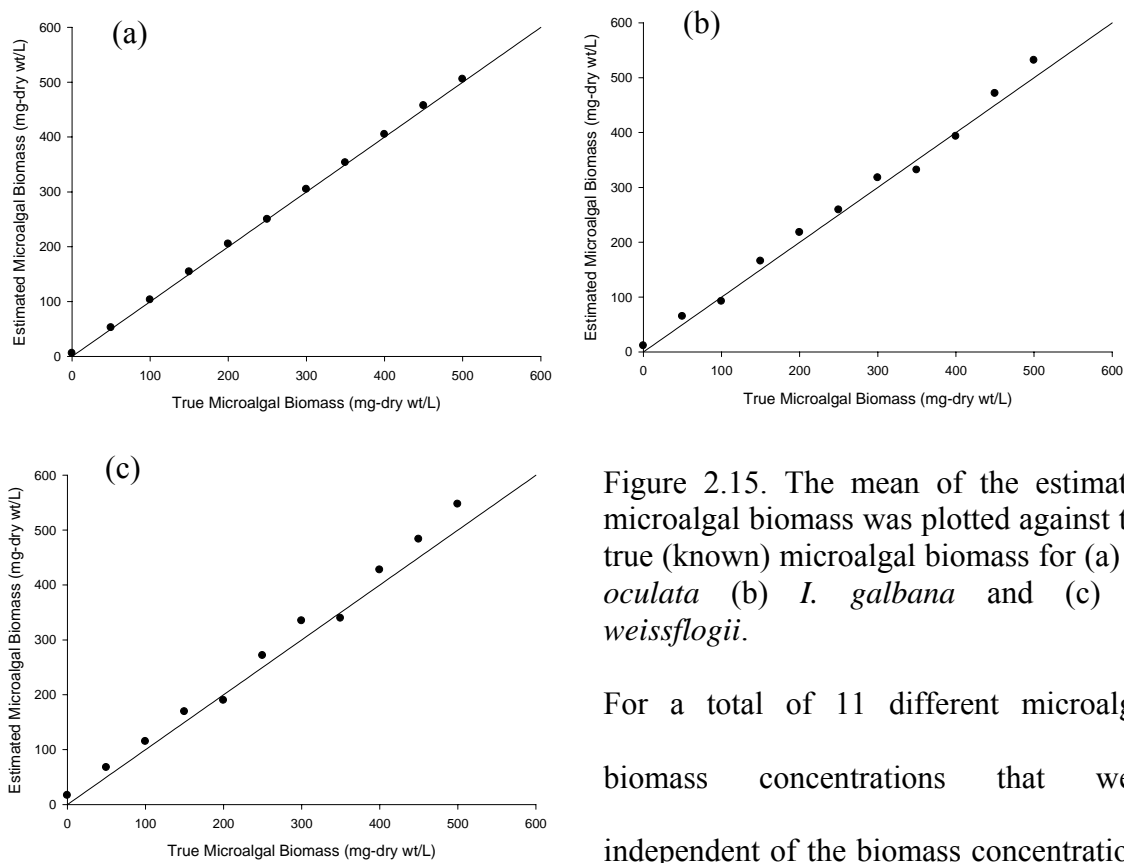 (a)
Estimated Microalgal Biomass (mg-dry wt/L)
600
500
400
300
200
100
0
0 100 200 300 400 500 600
True Microalgal Biomass (mg-dry wt/L)
(b)
Estimated Microalgal Biomass (mg-dry wt/L)
600
500
400
300
200
100
0
0 100 200 300 400 500 600
True Microalgal Biomass (mg-dry wt/L)
(c)
Estimated Microalgal Biomass (mg-dry wt/L)
600
500
400
300
200
100
0
0 100 200 300 400 500 600
True Microalgal Biomass (mg-dry wt/L)
Figure 2.15. The mean of the estimat
microalgal biomass was plotted against t
true (known) microalgal biomass for (a)
oculata (b) I. galbana and (c)
weissflogii.
For a total of 11 different microalg
biomass concentrations that we
independent of the biomass concentratio